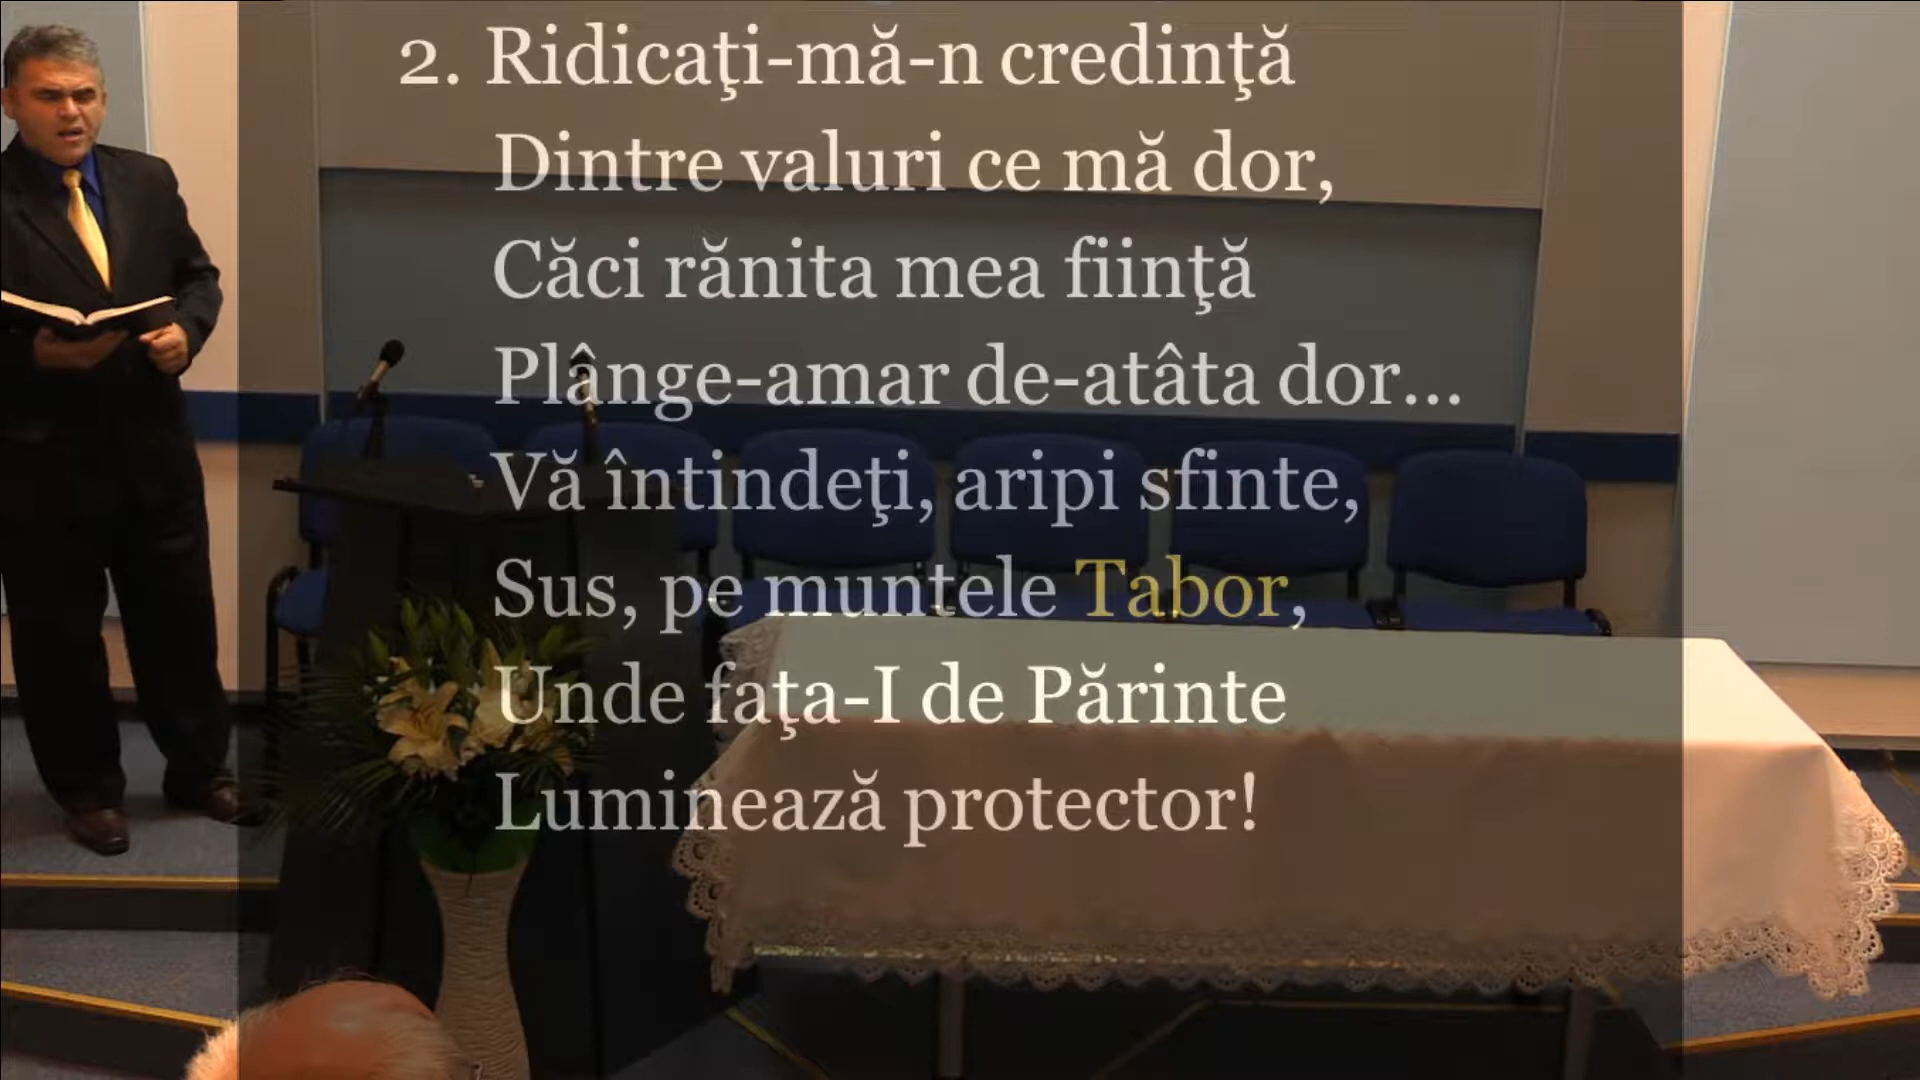 2. Ridicaţi-mă-n credinţă
Dintre valuri ce mă dor,
Căci rănita mea fiinţă
Plânge-amar de-atâta dor...
Vă întindeţi, aripi sfinte,
Sus, pe muntele Tabor,
Unde faţa-I de Părinte
Luminează protector!